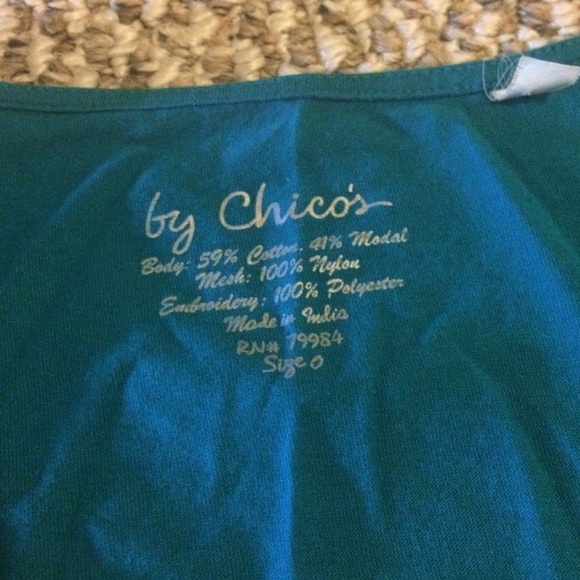 by Chico's
Body: 59% Cotton, 41% Modal
Mesh: 100% Nylon
Embroidery: 100% Polyester
Made in India
RN# 79984
Size 0